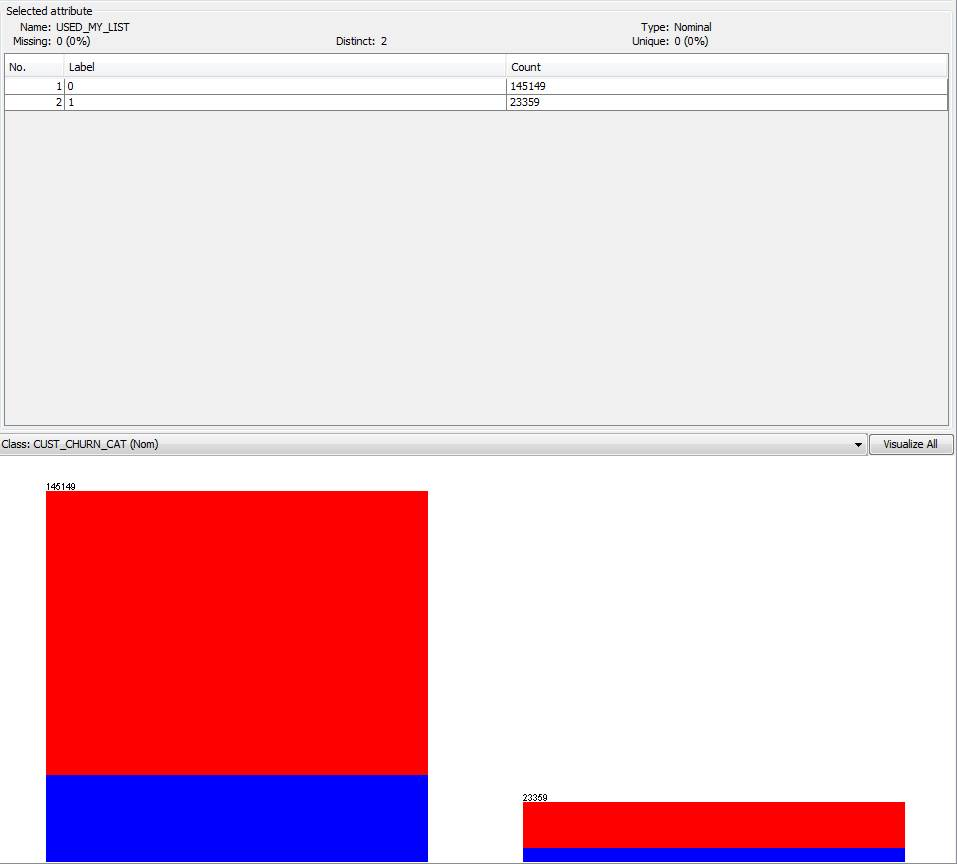 Selected attribute
Name: USED_MY_LIST Type: Nominal
Missing: 0 (0%) Distinct: 2 Unique: 0 (0%)
No. Label Count
1 0 145149
2 1 23359
Class: CUST_CHURN_CAT (Nom) Visualize All
145149
23359